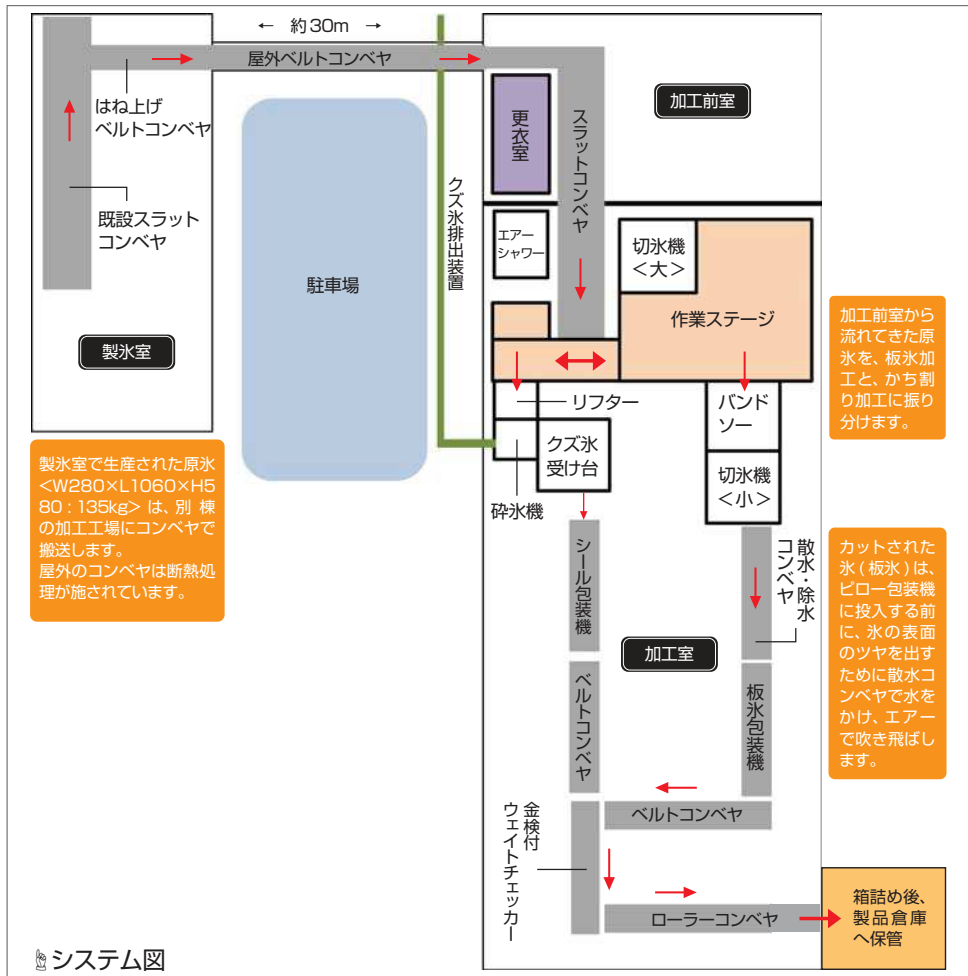 ← 約30m →
屋外ベルトコンベヤ
はね上げ
ベルトコンベヤ
既設スラット
コンベヤ
製氷室
駐車場
クズ氷排出装置
更衣室
スラットコンベヤ
加工前室
エアー
シャワー
切氷機
<大>
作業ステージ
リフター
砕氷機
クズ氷
受け台
バンド
ソー
切氷機
<小>
加工前室から
流れてきた原
氷を、板氷加
工と、かち割
り加工に振り
分けます。
製氷室で生産された原氷
<W280×L1060×H5
80:135kg> は、別 棟
の加工工場にコンベヤで
搬送します。
屋外のコンベヤは断熱処
理が施されています。
シール包装機
散水・除水
コンベヤ
カットされた
氷(板氷)は、
ピロー包装機
に投入する前
に、氷の表面
のツヤを出す
ために散水コ
ンベヤで水を
かけ、エアー
で吹き飛ばし
ます。
加工室
ベルトコンベヤ
板氷包装機
ベルトコンベヤ
金検付
ウェイトチェッカー
ローラーコンベヤ
箱詰め後、
製品倉庫
へ保管
システム図